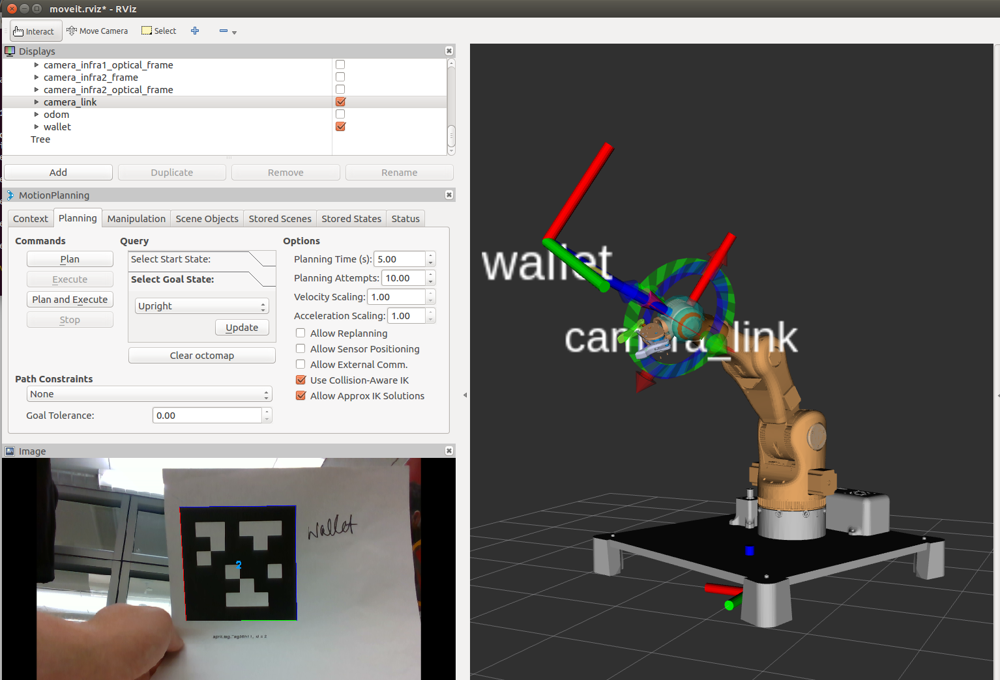 moveit.rviz* - RViz
Interact
Move Camera
Select
Displays
camera_infra1_optical_frame
camera_infra2_frame
camera_infra2_optical_frame
camera_link
odom
wallet
Tree
Add
Duplicate
Remove
Rename
MotionPlanning
Context
Planning
Manipulation
Scene Objects
Stored Scenes
Stored States
Status
Commands
Query
Options
Plan
Execute
Plan and Execute
Stop
Select Start State:
Select Goal State:
Upright
Update
Clear octomap
Planning Time (s): 5.00
Planning Attempts: 10.00
Velocity Scaling: 1.00
Acceleration Scaling: 1.00
Allow Replanning
Allow Sensor Positioning
Allow External Comm.
Use Collision-Aware IK
Allow Approx IK Solutions
Path Constraints
None
Goal Tolerance: 0.00
Image
wallet
2
wallet
camera_link